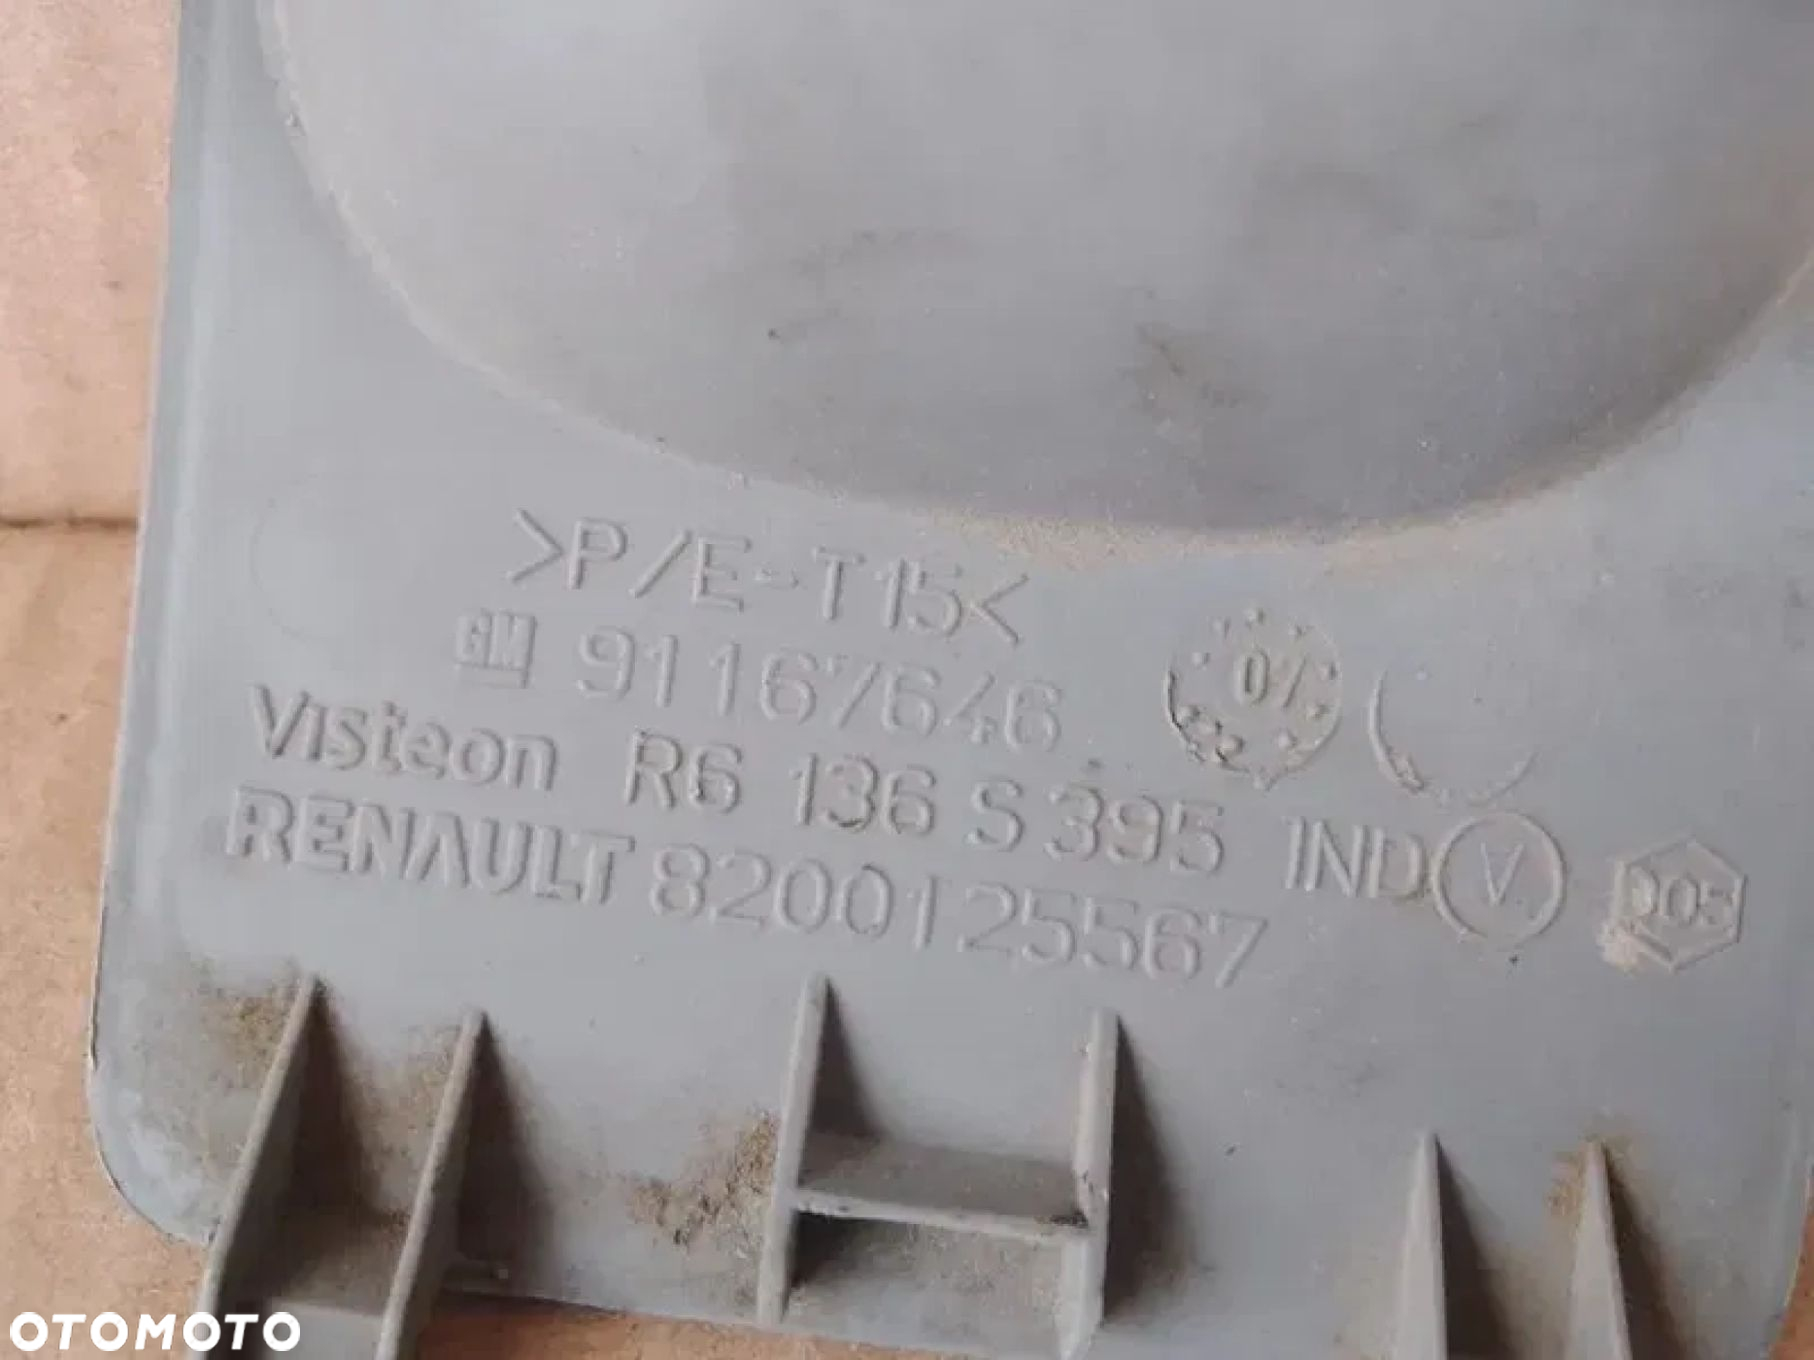 >P/E-T15<
GM 91167646
Visteon R6 136 S 395 IND V
RENAULT 8200125567
OTOMOTO